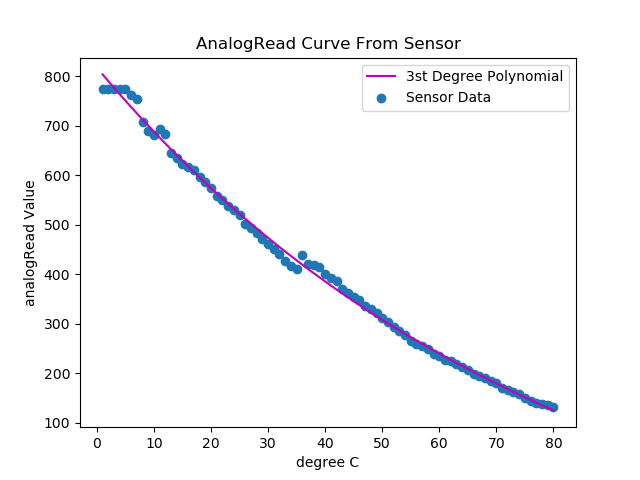 AnalogRead Curve From Sensor
3st Degree Polynomial
Sensor Data
800
700
600
500
400
300
200
100
analogRead Value
0 10 20 30 40 50 60 70 80
degree C